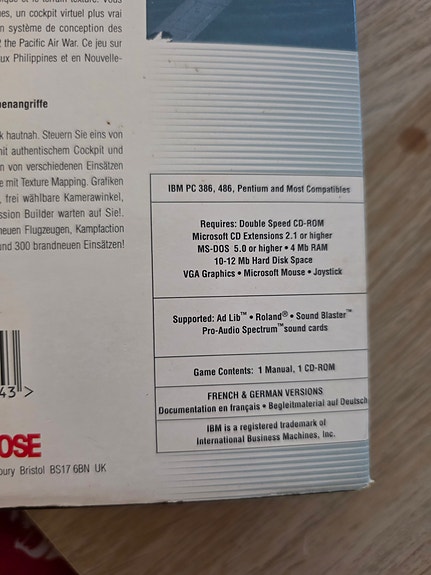 es, un cockpit virtuel plus vrai
n système de conception des
the Pacific Air War. Ce jeu sur
ux Philippines et en Nouvelle-
penangriffe
k hautnah. Steuern Sie eins von
nit authentischem Cockpit und
n von verschiedenen Einsätzen
e mit Texture Mapping. Grafiken
, frei wählbare Kamerawinkel,
ssion Builder warten auf Sie!.
neuen Flugzeugen, Kampfaction
und 300 brandneuen Einsätzen!
43 >
OSE
bury Bristol BS17 6BN UK
IBM PC 386, 486, Pentium and Most Compatibles
Requires: Double Speed CD-ROM
Microsoft CD Extensions 2.1 or higher
MS-DOS 5.0 or higher • 4 Mb RAM
10-12 Mb Hard Disk Space
VGA Graphics • Microsoft Mouse • Joystick
Supported: Ad Lib™ • Roland® • Sound Blaster™
Pro-Audio Spectrum™ sound cards
Game Contents: 1 Manual, 1 CD-ROM
FRENCH & GERMAN VERSIONS
Documentation en français • Begleitmaterial auf Deutsch
IBM is a registered trademark of
International Business Machines, Inc.